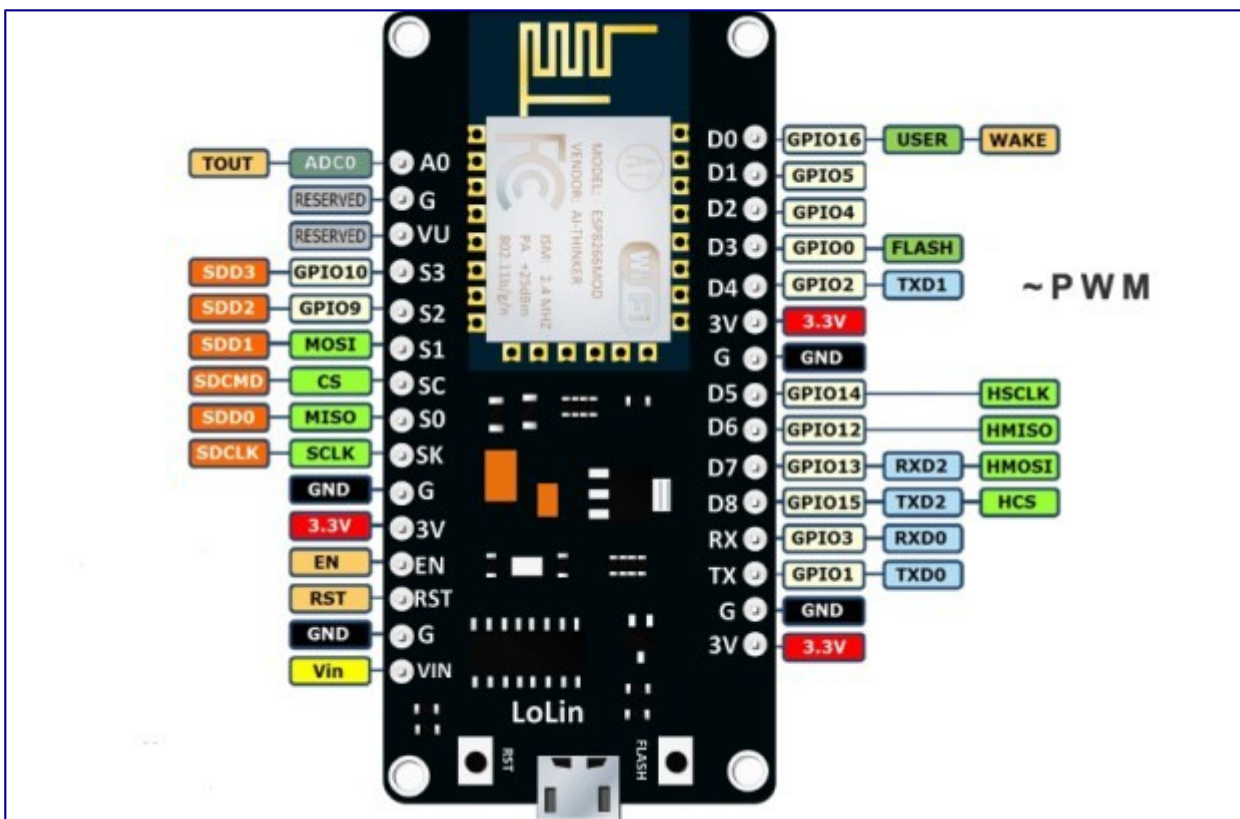 TOUT ADC0 A0
RESERVED G
RESERVED VU
SDD3 GPIO10 S3
SDD2 GPIO9 S2
SDD1 MOSI S1
SDCMD CS SC
SDD0 MISO S0
SDCLK SCLK SK
GND G
3.3V 3V
EN EN
RST RST
GND G
Vin VIN
FCC
MODEL: ESP8266MOD
VENDOR: AI-THINKER
ISM: 2.4 MHZ
PA +25dBm
802.11b/g/n
AI
Wi Fi
D0 GPIO16 USER WAKE
D1 GPIO5
D2 GPIO4
D3 GPIO0 FLASH
D4 GPIO2 TXD1
3V 3.3V
G GND
D5 GPIO14 HSCLK
D6 GPIO12 HMISO
D7 GPIO13 RXD2 HMOSI
D8 GPIO15 TXD2 HCS
RX GPIO3 RXD0
TX GPIO1 TXD0
G GND
3V 3.3V
~PWM
LoLin
RST
FLASH